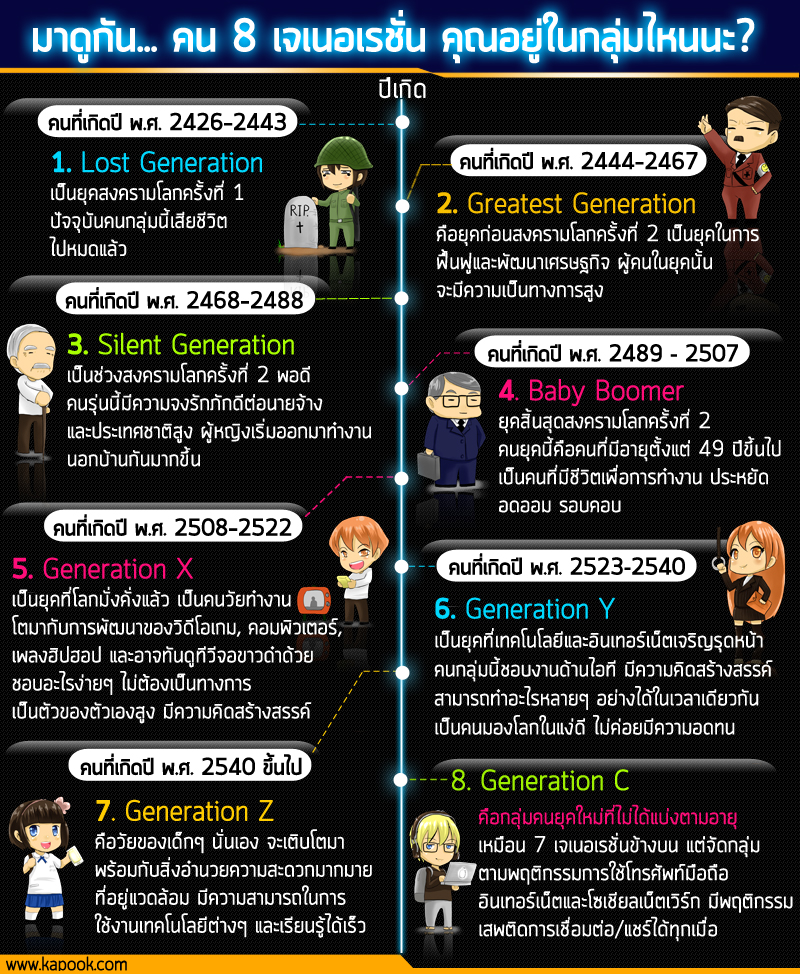 มาดูกัน... คน 8 เจเนอเรชั่น คุณอยู่ในกลุ่มไหนนะ?
ปีเกิด
คนที่เกิดปี พ.ศ. 2426-2443
1. Lost Generation
เป็นยุคสงครามโลกครั้งที่ 1
ปัจจุบันคนกลุ่มนี้เสียชีวิต
ไปหมดแล้ว
R.I.P.
คนที่เกิดปี พ.ศ. 2444-2467
2. Greatest Generation
คือยุคก่อนสงครามโลกครั้งที่ 2 เป็นยุคในการ
ฟื้นฟูและพัฒนาเศรษฐกิจ ผู้คนในยุคนั้น
จะมีความเป็นทางการสูง
คนที่เกิดปี พ.ศ. 2468-2488
3. Silent Generation
เป็นช่วงสงครามโลกครั้งที่ 2 พอดี
คนรุ่นนี้มีความจงรักภักดีต่อนายจ้าง
และประเทศชาติสูง ผู้หญิงเริ่มออกมาทำงาน
นอกบ้านกันมากขึ้น
คนที่เกิดปี พ.ศ. 2489 - 2507
4. Baby Boomer
ยุคสิ้นสุดสงครามโลกครั้งที่ 2
คนยุคนี้คือคนที่มีอายุตั้งแต่ 49 ปีขึ้นไป
เป็นคนที่มีชีวิตเพื่อการทำงาน ประหยัด
อดออม รอบคอบ
คนที่เกิดปี พ.ศ. 2508-2522
5. Generation X
เป็นยุคที่โลกมั่งคั่งแล้ว เป็นคนวัยทำงาน
โตมากับการพัฒนาของวิดีโอเกม, คอมพิวเตอร์,
เพลงฮิปฮอป และอาจทันดูทีวีจอขาวดำด้วย
ชอบอะไรง่ายๆ ไม่ต้องเป็นทางการ
เป็นตัวของตัวเองสูง มีความคิดสร้างสรรค์
คนที่เกิดปี พ.ศ. 2523-2540
6. Generation Y
เป็นยุคที่เทคโนโลยีและอินเทอร์เน็ตเจริญรุดหน้า
คนกลุ่มนี้ชอบงานด้านไอที มีความคิดสร้างสรรค์
สามารถทำอะไรหลายๆ อย่างได้ในเวลาเดียวกัน
เป็นคนมองโลกในแง่ดี ไม่ค่อยมีความอดทน
คนที่เกิดปี พ.ศ. 2540 ขึ้นไป
7. Generation Z
คือวัยของเด็กๆ นั่นเอง จะเติบโตมา
พร้อมกับสิ่งอำนวยความสะดวกมากมาย
ที่อยู่แวดล้อม มีความสามารถในการ
ใช้งานเทคโนโลยีต่างๆ และเรียนรู้ได้เร็ว
8. Generation C
คือกลุ่มคนยุคใหม่ที่ไม่ได้แบ่งตามอายุ
เหมือน 7 เจเนอเรชั่นข้างบน แต่จัดกลุ่ม
ตามพฤติกรรมการใช้โทรศัพท์มือถือ
อินเทอร์เน็ตและโซเชียลเน็ตเวิร์ก มีพฤติกรรม
เสพติดการเชื่อมต่อ/แชร์ได้ทุกเมื่อ
www.kapook.com